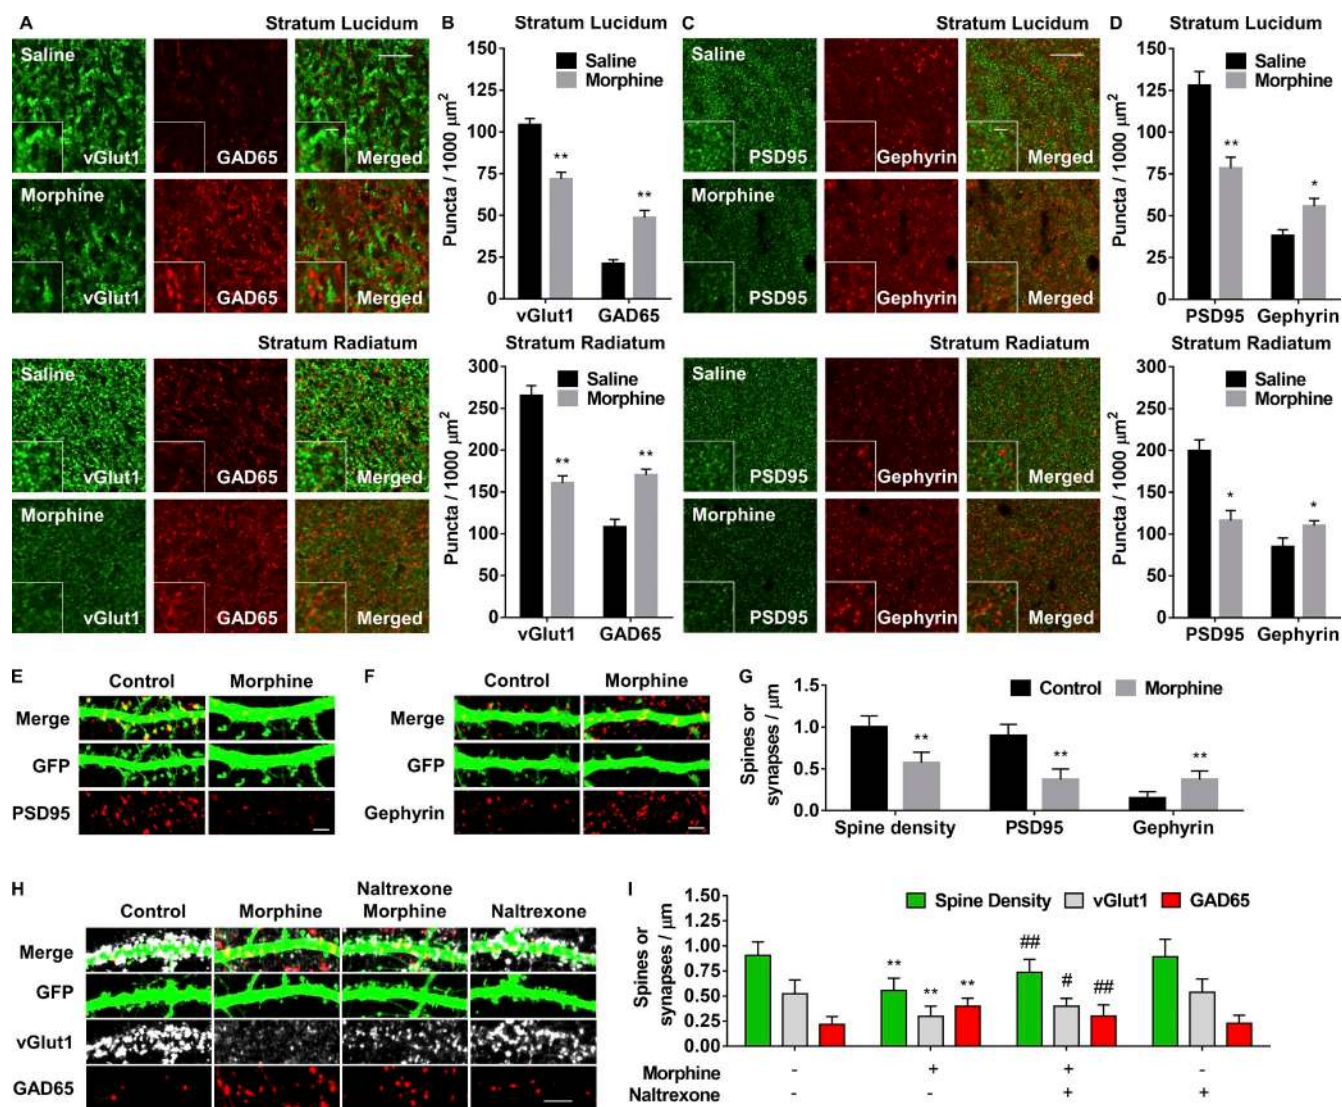 A Stratum Lucidum
Saline
vGlut1 GAD65 Merged
Morphine
vGlut1 GAD65 Merged
Stratum Radiatum
Saline
vGlut1 GAD65 Merged
Morphine
vGlut1 GAD65 Merged
B Stratum Lucidum
Saline
Morphine
Puncta / 1000 μm²
150
125
100
75
50
25
0
** **
vGlut1 GAD65
Stratum Radiatum
Saline
Morphine
Puncta / 1000 μm²
300
250
200
150
100
50
0
** **
vGlut1 GAD65
C Stratum Lucidum
Saline
PSD95 Gephyrin Merged
Morphine
PSD95 Gephyrin Merged
Stratum Radiatum
Saline
PSD95 Gephyrin Merged
Morphine
PSD95 Gephyrin Merged
D Stratum Lucidum
Saline
Morphine
Puncta / 1000 μm²
150
125
100
75
50
25
0
** *
PSD95 Gephyrin
Stratum Radiatum
Saline
Morphine
Puncta / 1000 μm²
300
250
200
150
100
50
0
* *
PSD95 Gephyrin
E Control Morphine
Merge
GFP
PSD95
F Control Morphine
Merge
GFP
Gephyrin
G
Control Morphine
Spines or
synapses / μm
1.5
1.0
0.5
0.0
** ** **
Spine density PSD95 Gephyrin
H
Naltrexone
Control Morphine Morphine Naltrexone
Merge
GFP
vGlut1
GAD65
I
Spine Density vGlut1 GAD65
Spines or
synapses / μm
1.50
1.25
1.00
0.75
0.50
0.25
0.00
** ** ** ## # ##
Morphine - + + -
Naltrexone - - + +